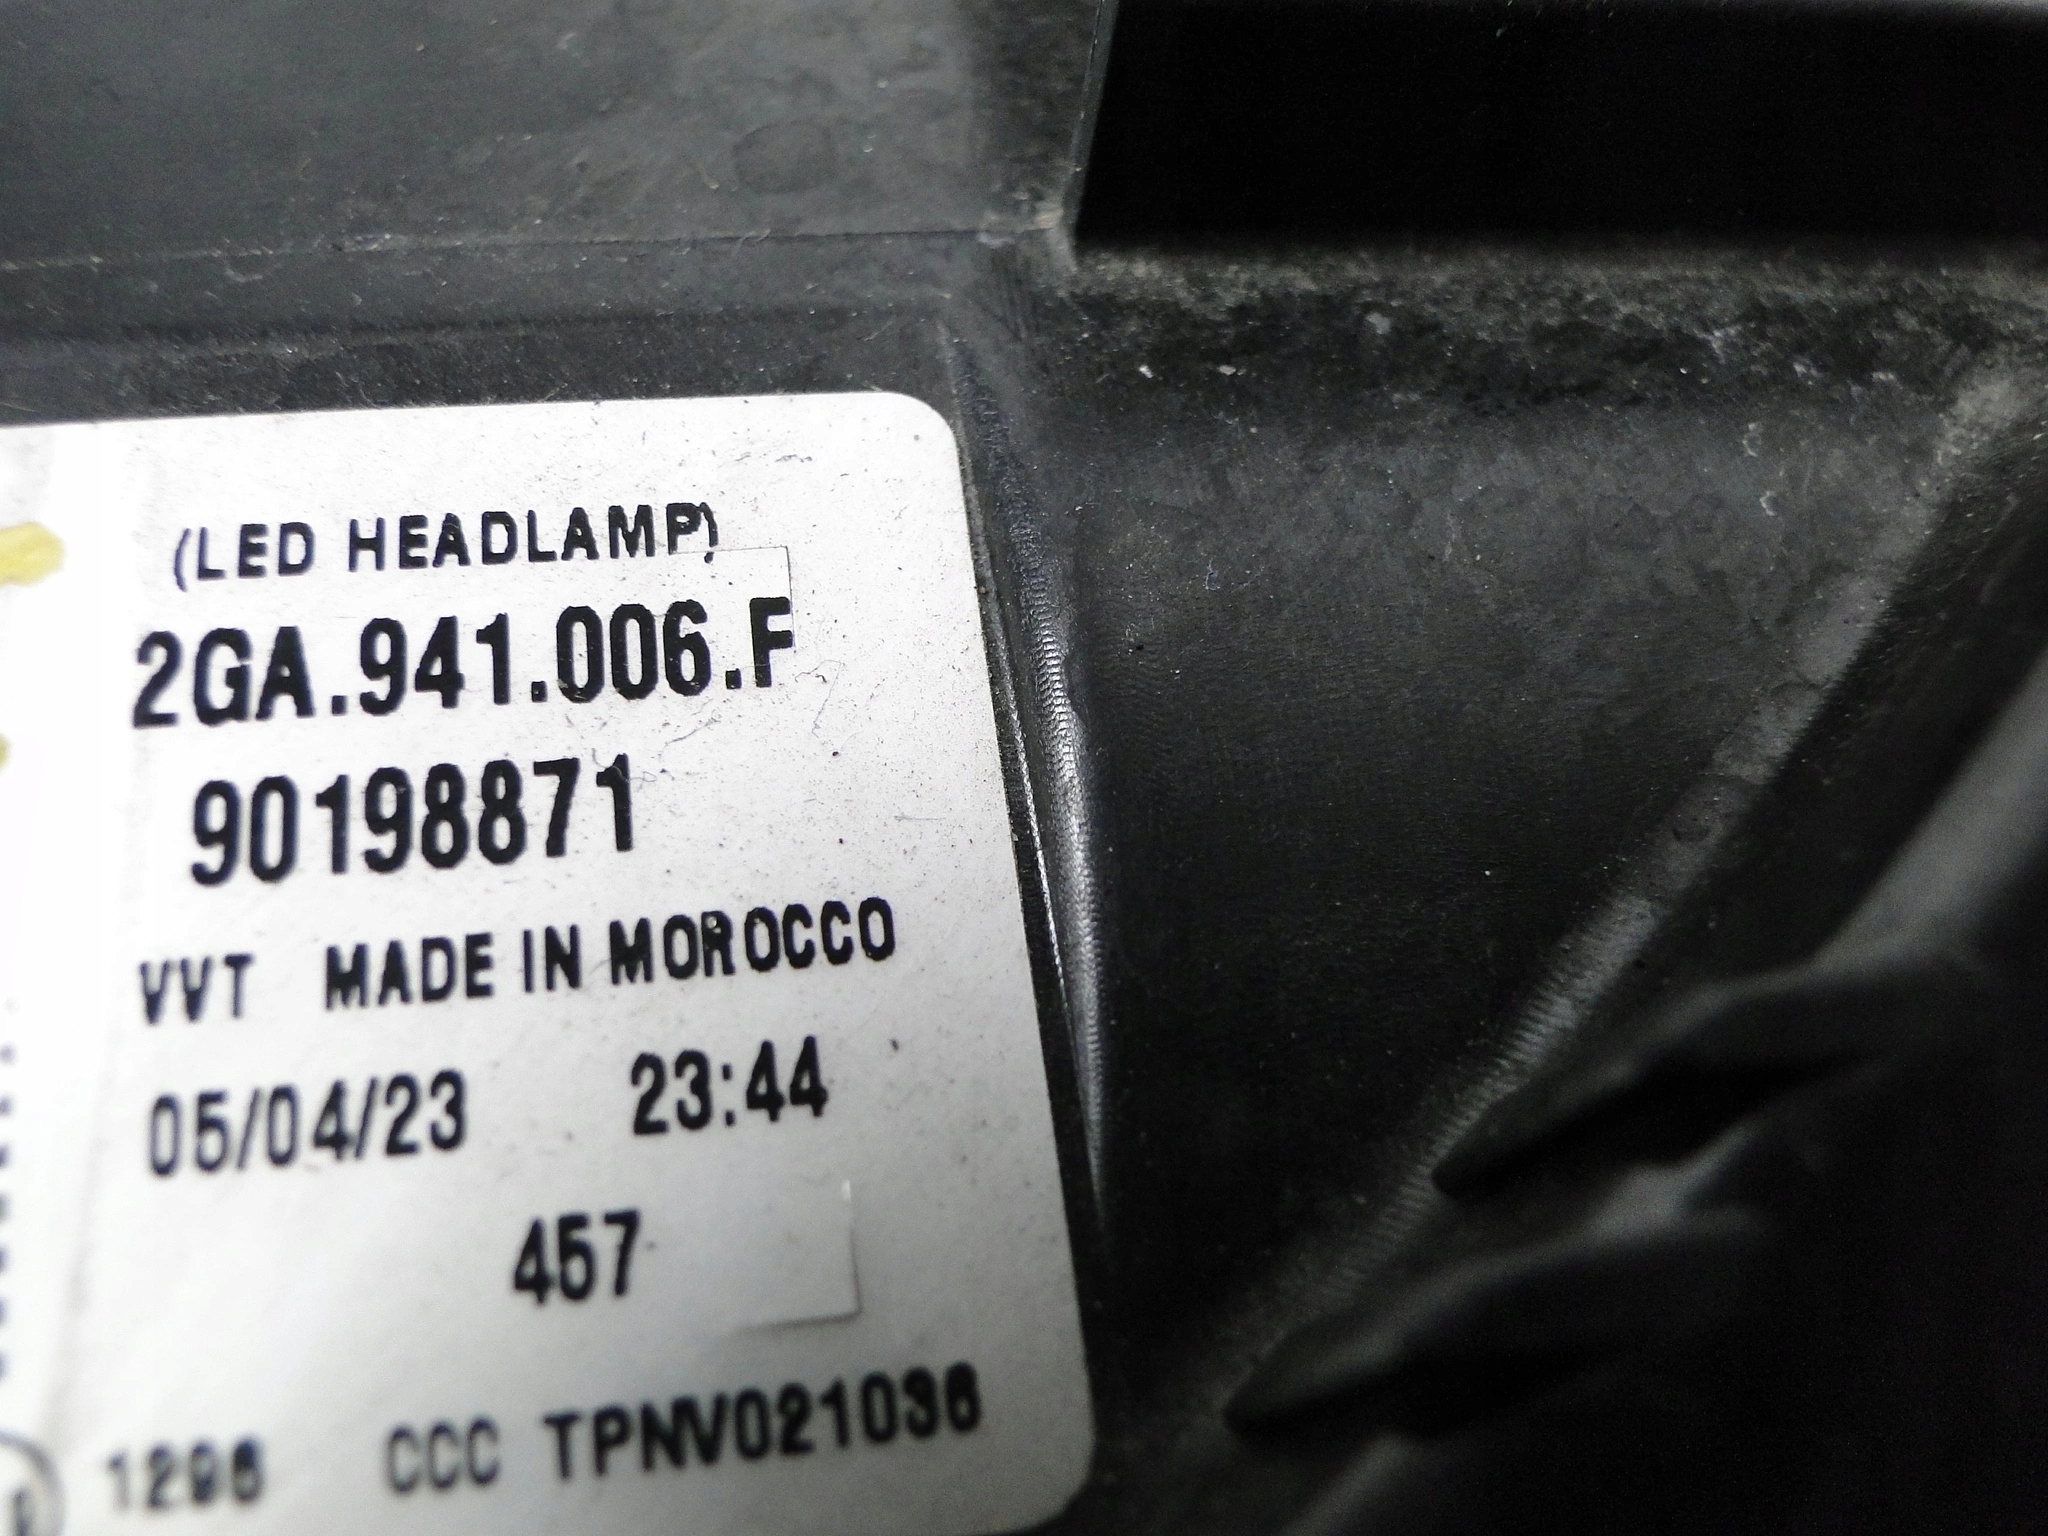 (LED HEADLAMP)
2GA.941.006.F
90198871
VVT MADE IN MOROCCO
05/04/23 23:44
457
1296 CCC TPNV021036